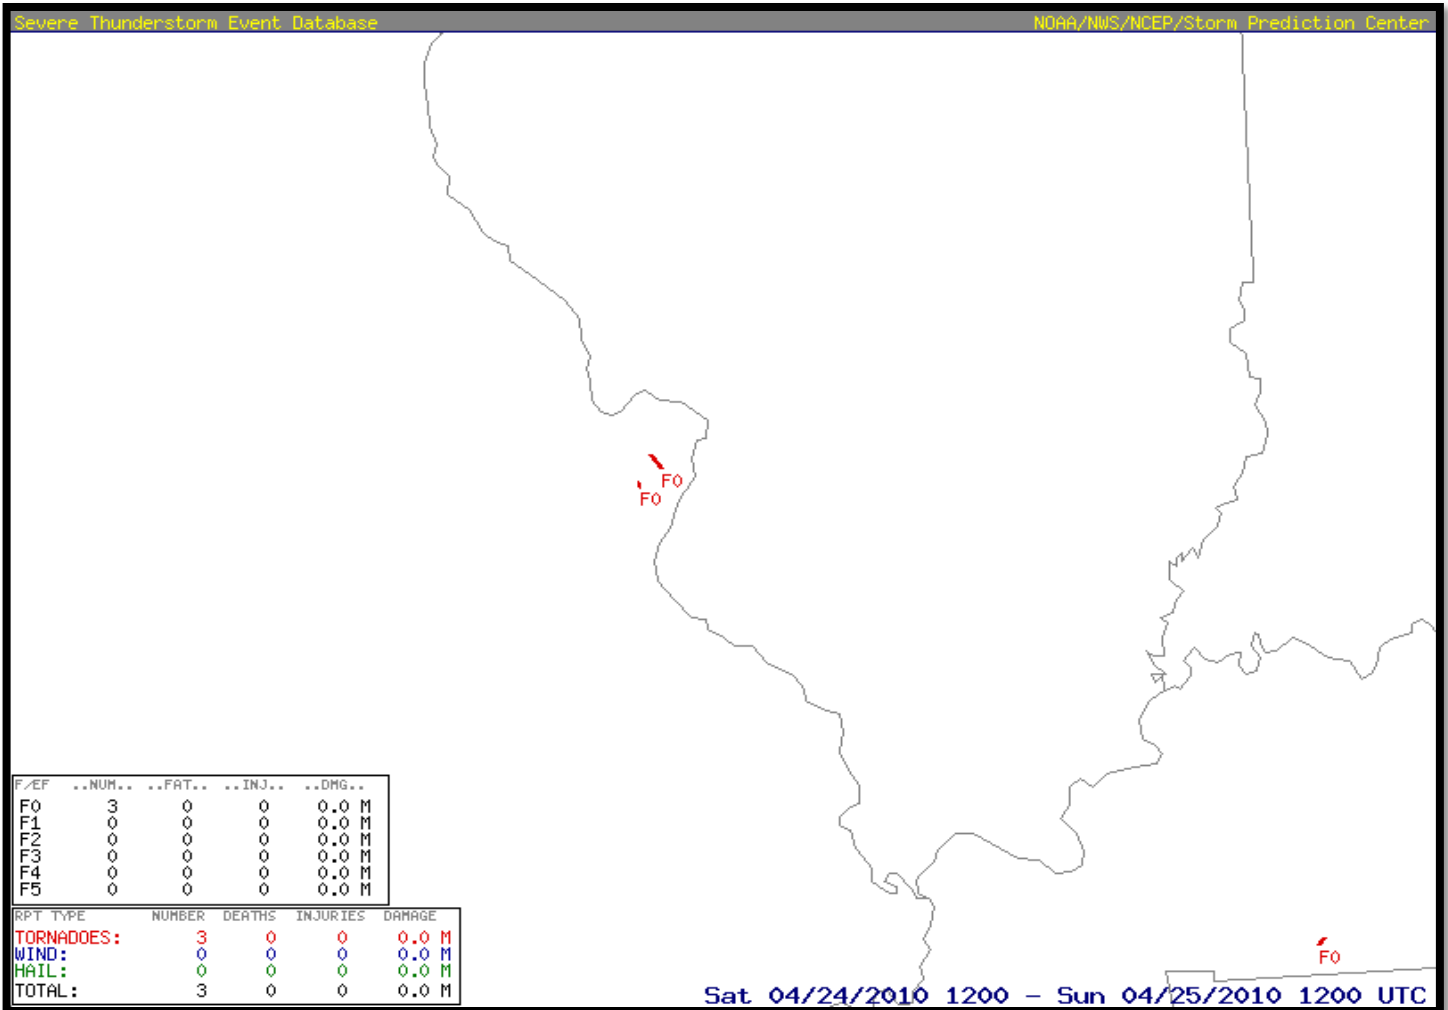 Severe Thunderstorm Event Database NOAA/NWS/NCEP/Storm Prediction Center
F0
F0
F/EF ..NUM.. ..FAT.. ..INJ.. ..DMG..
F0 3 0 0 0.0 M
F1 0 0 0 0.0 M
F2 0 0 0 0.0 M
F3 0 0 0 0.0 M
F4 0 0 0 0.0 M
F5 0 0 0 0.0 M
RPT TYPE NUMBER DEATHS INJURIES DAMAGE
TORNADOES: 3 0 0 0.0 M
WIND: 0 0 0 0.0 M
HAIL: 0 0 0 0.0 M
TOTAL: 3 0 0 0.0 M
F0
Sat 04/24/2010 1200 - Sun 04/25/2010 1200 UTC